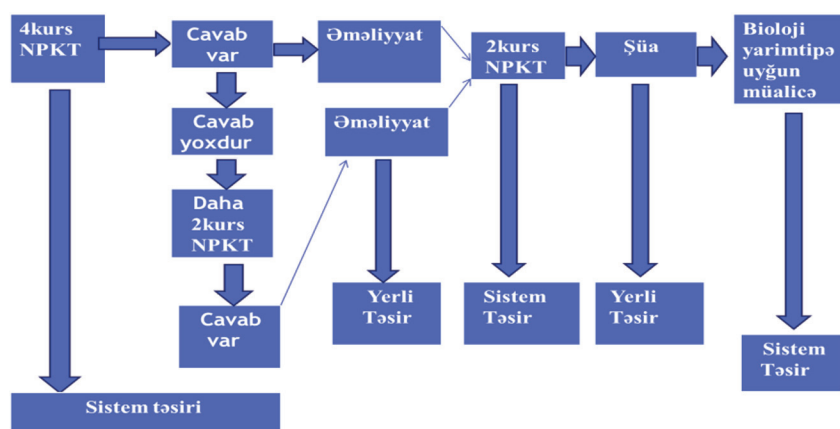 4kurs
NPKT
Cavab
var
Əməliyyat
2kurs
NPKT
Şüa
Bioloji
yarimtipə
uyğun
müalicə
Cavab
yoxdur
Əməliyyat
Daha
2kurs
NPKT
Cavab
var
Yerli
Təsir
Sistem
Təsir
Yerli
Təsir
Sistem
Təsir
Sistem təsiri